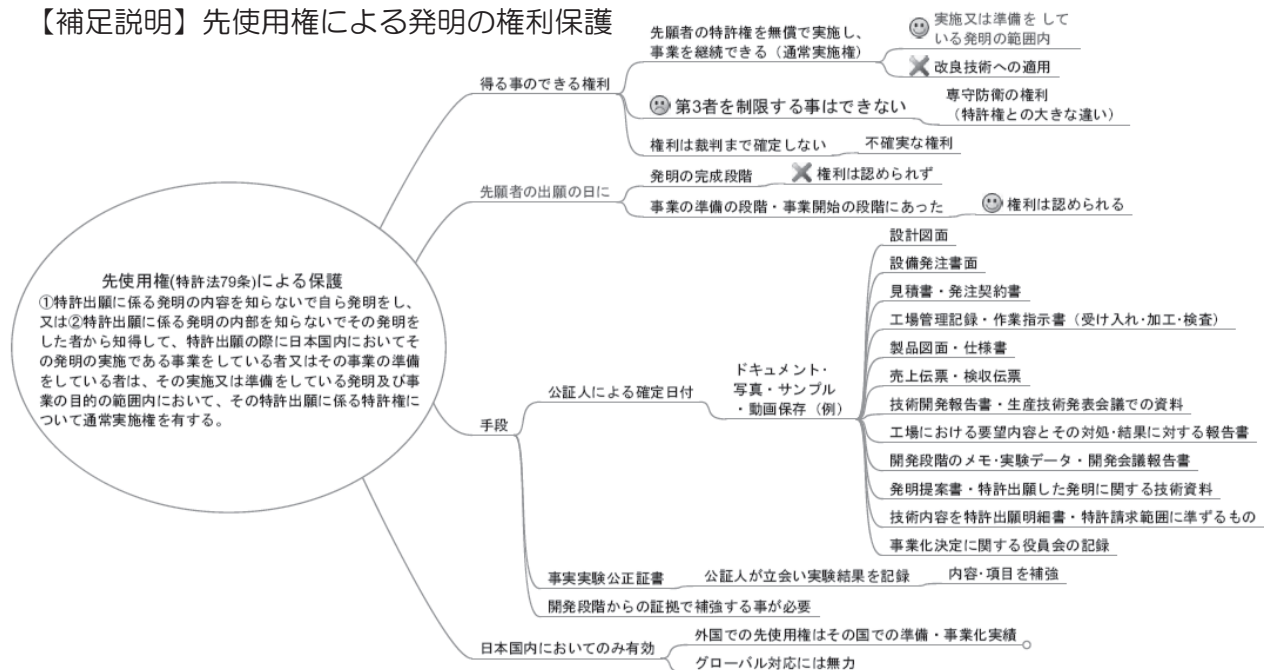 【補足説明】先使用権による発明の権利保護
先使用権(特許法79条)による保護
①特許出願に係る発明の内容を知らないで自ら発明をし、
又は②特許出願に係る発明の内部を知らないでその発明を
した者から知得して、特許出願の際に日本国内においてそ
の発明の実施である事業をしている者又はその事業の準備
をしている者は、その実施又は準備をしている発明及び事
業の目的の範囲内において、その特許出願に係る特許権に
ついて通常実施権を有する。
得る事のできる権利
先願者の特許権を無償で実施し、
事業を継続できる（通常実施権）
実施又は準備を して
いる発明の範囲内
改良技術への適用
第3者を制限する事はできない
専守防衛の権利
（特許権との大きな違い）
権利は裁判まで確定しない
不確実な権利
先願者の出願の日に
発明の完成段階
権利は認められず
事業の準備の段階・事業開始の段階にあった
権利は認められる
手段
公証人による確定日付
ドキュメント・
写真・サンプル
・動画保存（例）
設計図面
設備発注書面
見積書・発注契約書
工場管理記録・作業指示書（受け入れ・加工・検査）
製品図面・仕様書
売上伝票・検収伝票
技術開発報告書・生産技術発表会議での資料
工場における要望内容とその対処・結果に対する報告書
開発段階のメモ・実験データ・開発会議報告書
発明提案書・特許出願した発明に関する技術資料
技術内容を特許出願明細書・特許請求範囲に準ずるもの
事業化決定に関する役員会の記録
事実実験公正証書
公証人が立会い実験結果を記録
内容・項目を補強
開発段階からの証拠で補強する事が必要
日本国内においてのみ有効
外国での先使用権はその国での準備・事業化実績
グローバル対応には無力